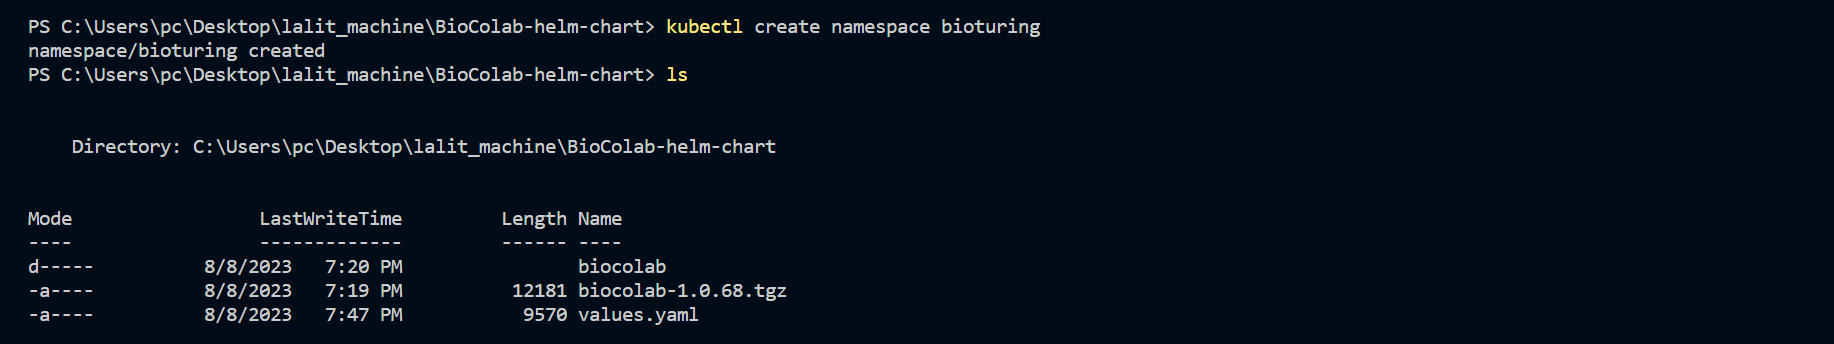 PS C:\Users\pc\Desktop\lalit_machine\BioColab-helm-chart> kubectl create namespace bioturing
namespace/bioturing created
PS C:\Users\pc\Desktop\lalit_machine\BioColab-helm-chart> ls
Directory: C:\Users\pc\Desktop\lalit_machine\BioColab-helm-chart
Mode                 LastWriteTime         Length Name
----                 -------------         ------ ----
d-----          8/8/2023   7:20 PM                biocolab
-a----          8/8/2023   7:19 PM          12181 biocolab-1.0.68.tgz
-a----          8/8/2023   7:47 PM           9570 values.yaml